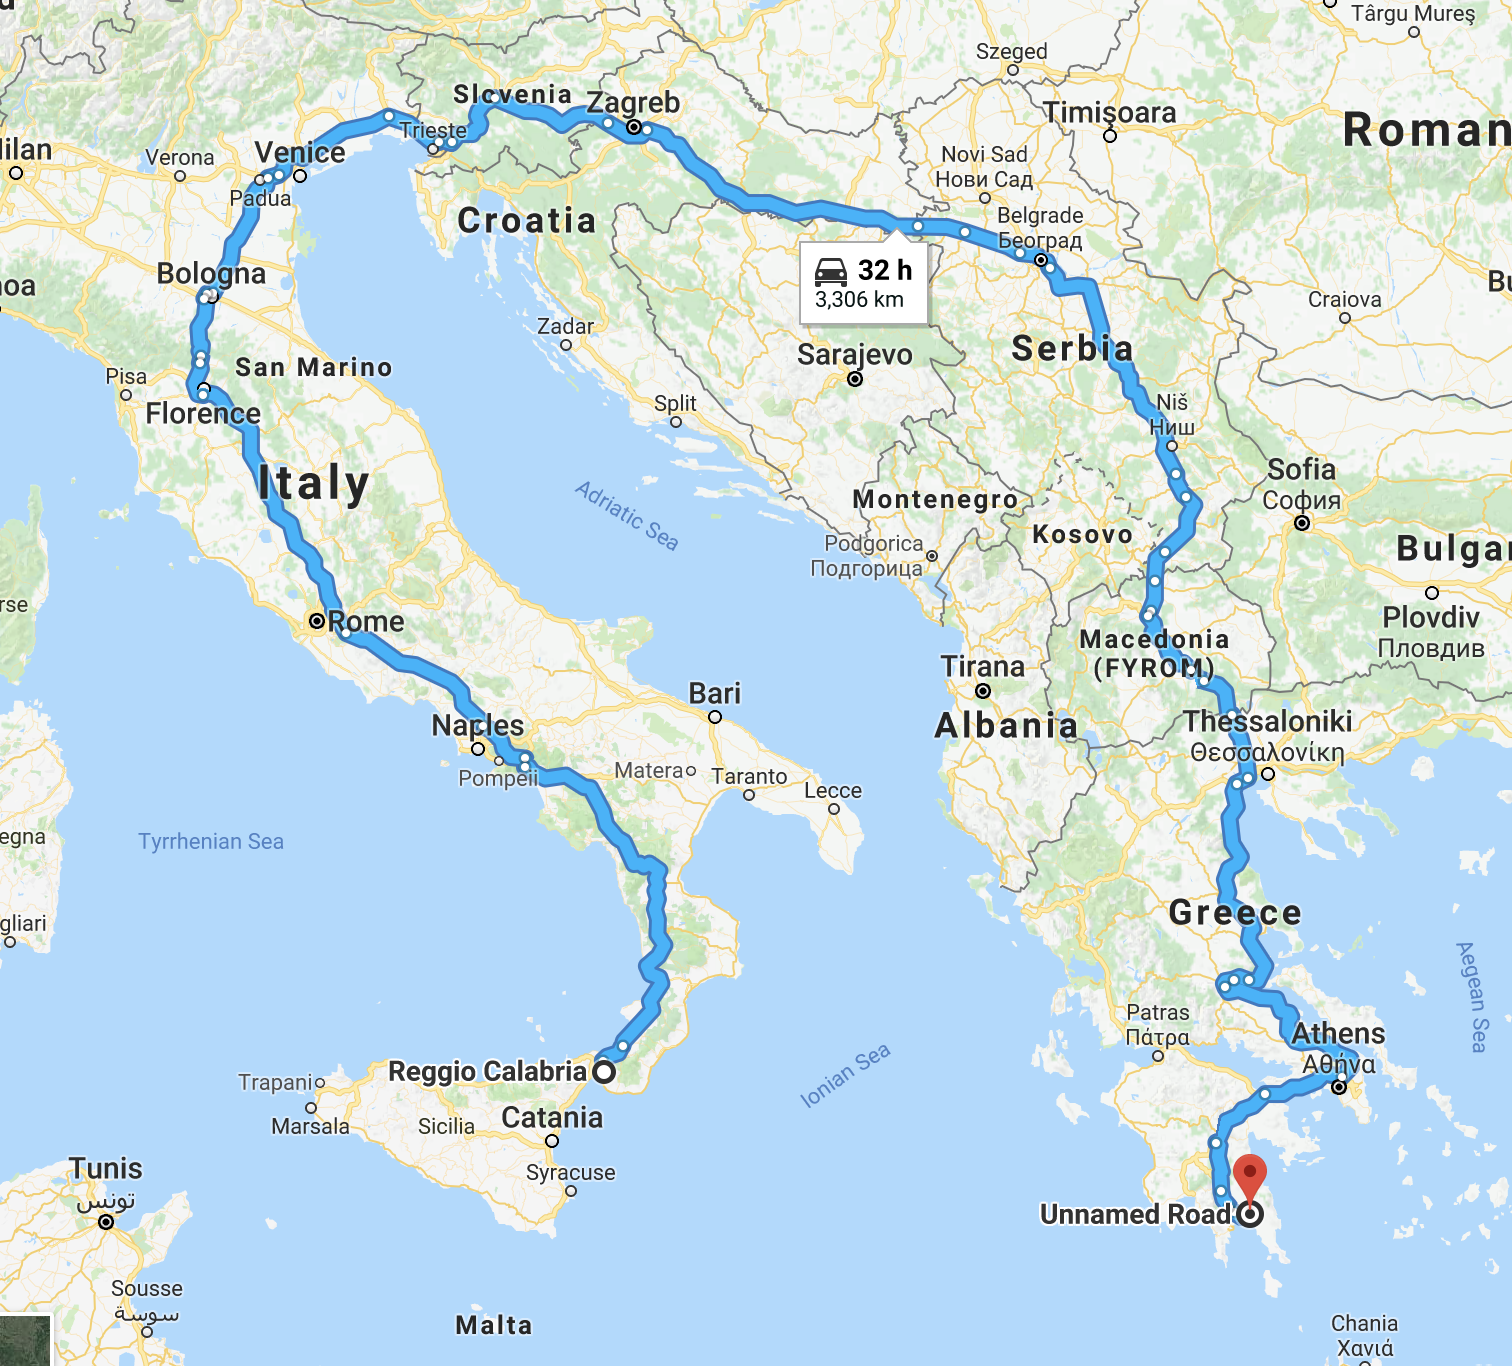 Târgu Mureş
Szeged
Slovenia
Zagreb
Timişoara
Roman
Trieste
ilan
Verona
Venice
Novi Sad
Нови Сад
Padua
Croatia
Belgrade
Београд
Bologna
32 h
3,306 km
oa
Craiova
Bu
Zadar
Serbia
Sarajevo
San Marino
Pisa
Florence
Split
Niš
Ниш
Italy
Sofia
София
Adriatic Sea
Montenegro
Kosovo
Podgorica
Подгорица
Bulgar
rse
Rome
Plovdiv
Пловдив
Macedonia
(FYROM)
Tirana
Bari
Albania
Naples
Thessaloniki
Θεσσαλονίκη
Pompeii
Matera
Taranto
Lecce
Tyrrhenian Sea
egna
Greece
gliari
Aegean Sea
Patras
Πάτρα
Athens
Αθήνα
Ionian Sea
Reggio Calabria
Trapani
Marsala
Sicilia
Catania
Syracuse
Tunis
تونس
Unnamed Road
Sousse
سوسة
Malta
Chania
Χανιά